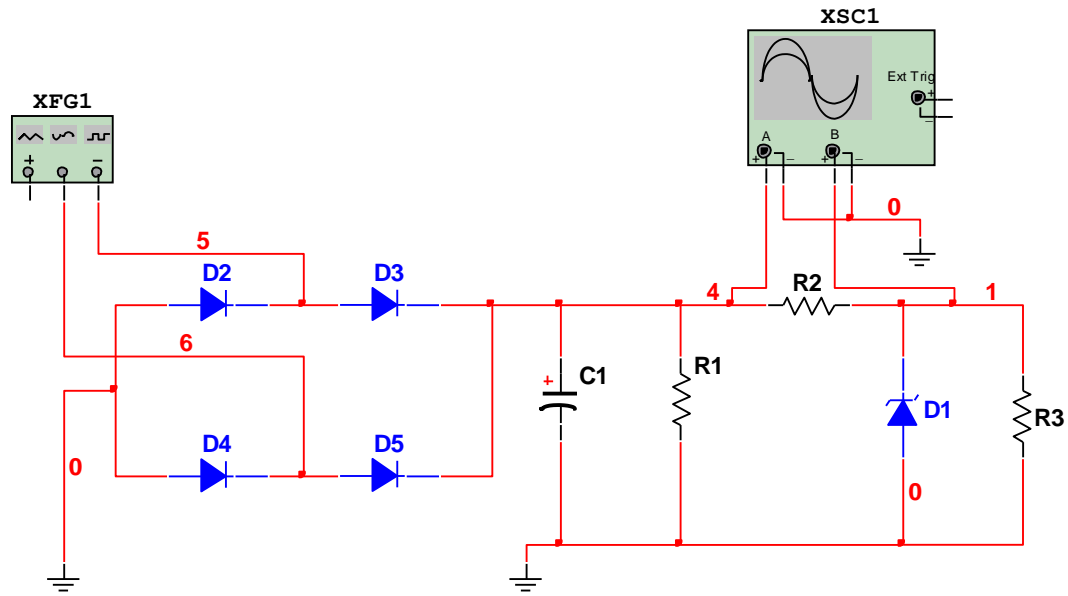 XSC1
Ext Trig
+
_
A
B
+ _ + _
XFG1
+ −
0
5
D2
D3
4
R2
1
6
+
C1
R1
D1
R3
D4
D5
0
0